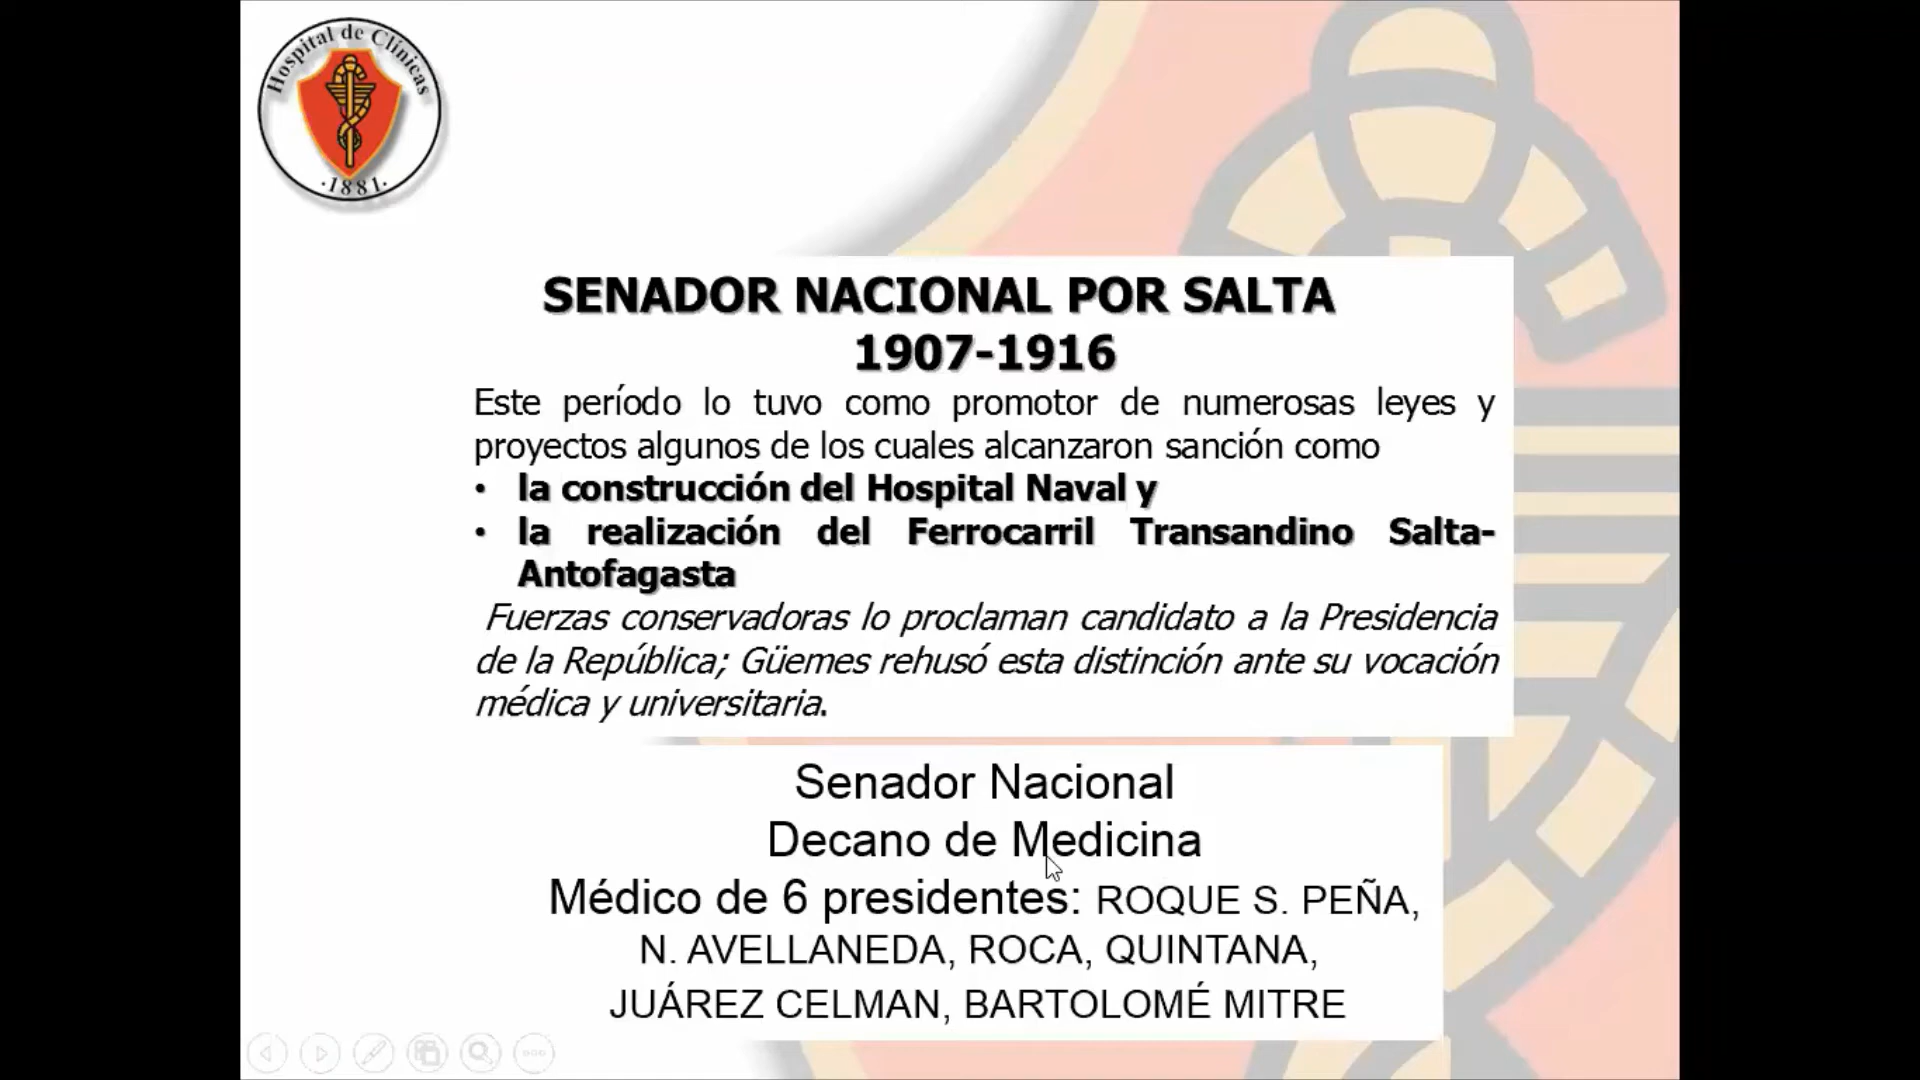 Hospital de Clínicas
·1881·
SENADOR NACIONAL POR SALTA
1907-1916
Este período lo tuvo como promotor de numerosas leyes y
proyectos algunos de los cuales alcanzaron sanción como
• la construcción del Hospital Naval y
• la realización del Ferrocarril Transandino Salta-
Antofagasta
Fuerzas conservadoras lo proclaman candidato a la Presidencia
de la República; Güemes rehusó esta distinción ante su vocación
médica y universitaria.
Senador Nacional
Decano de Medicina
Médico de 6 presidentes: ROQUE S. PEÑA,
N. AVELLANEDA, ROCA, QUINTANA,
JUÁREZ CELMAN, BARTOLOMÉ MITRE